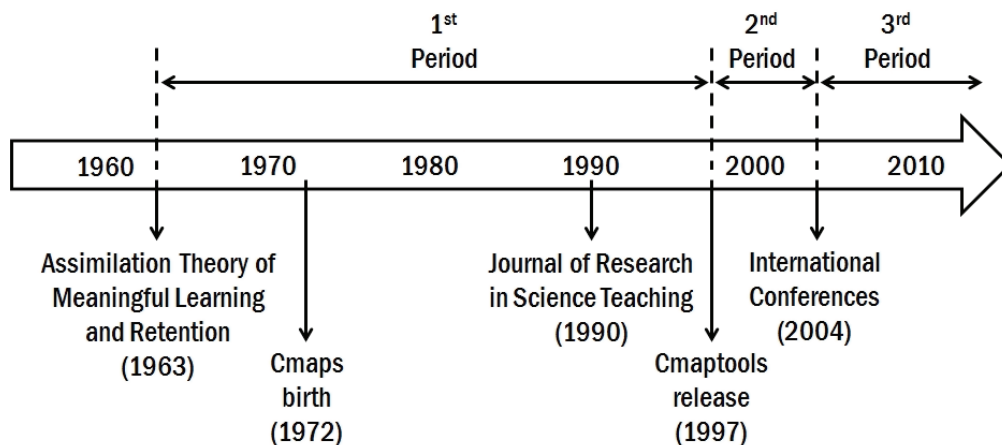 1st
Period
2nd
Period
3rd
Period
1960 1970 1980 1990 2000 2010
Assimilation Theory of
Meaningful Learning
and Retention
(1963)
Cmaps
birth
(1972)
Journal of Research
in Science Teaching
(1990)
Cmaptools
release
(1997)
International
Conferences
(2004)